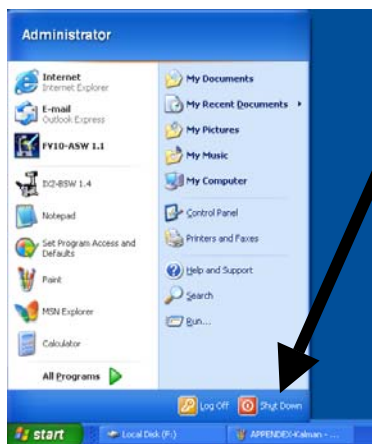 Administrator
Internet
Internet Explorer
E-mail
Outlook Express
FV10-ASW 1.1
IX2-BSW 1.4
Notepad
Set Program Access and
Defaults
Paint
MSN Explorer
Calculator
All Programs
My Documents
My Recent Documents
My Pictures
My Music
My Computer
Control Panel
Printers and Faxes
Help and Support
Search
Run...
Log Off
Shut Down
start
Local Disk (F:)
APPENDEX-Kalman - ...